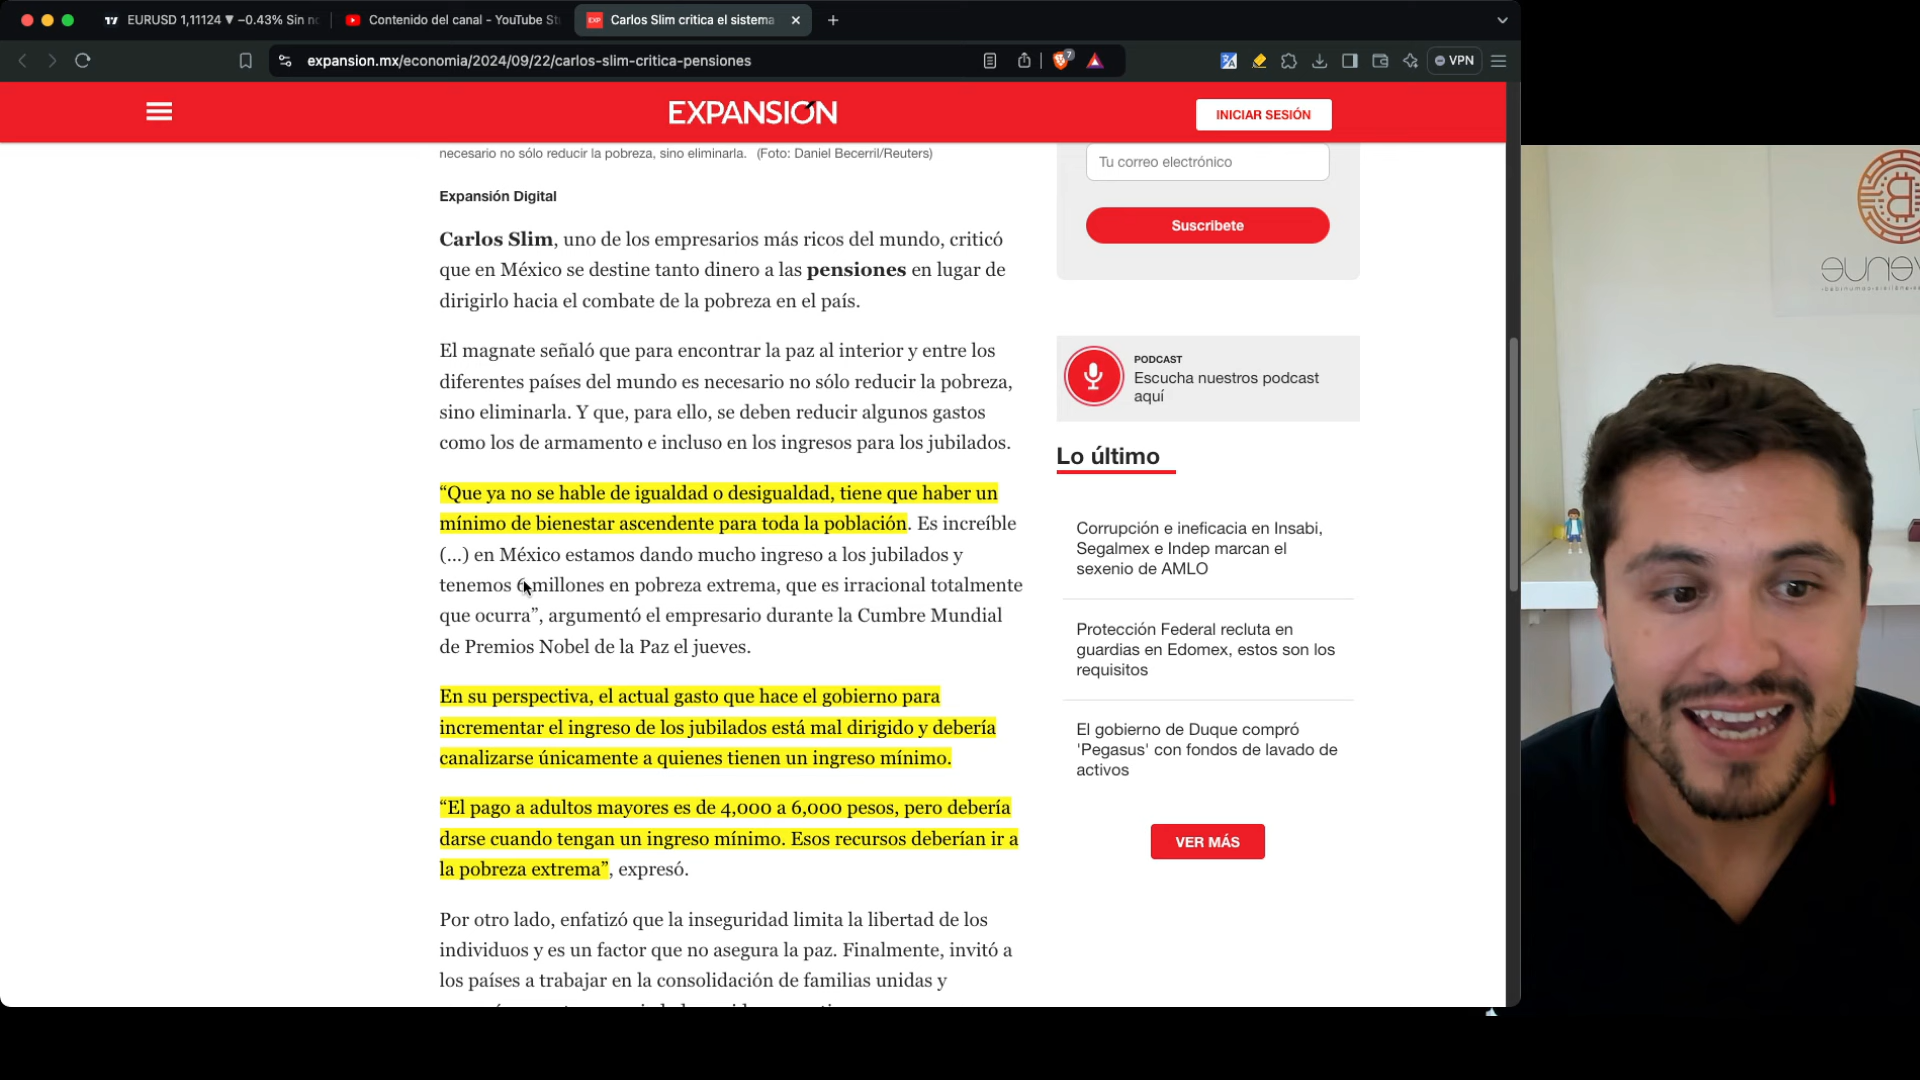 EURUSD 1,11124 ▼ −0.43% Sin
Contenido del canal - YouTube St
Carlos Slim critica el sistema
expansion.mx/economia/2024/09/22/carlos-slim-critica-pensiones
7
VPN
EXPANSIÓN
INICIAR SESIÓN
necesario no sólo reducir la pobreza, sino eliminarla. (Foto: Daniel Becerril/Reuters)
Expansión Digital
Carlos Slim, uno de los empresarios más ricos del mundo, criticó
que en México se destine tanto dinero a las pensiones en lugar de
dirigirlo hacia el combate de la pobreza en el país.
El magnate señaló que para encontrar la paz al interior y entre los
diferentes países del mundo es necesario no sólo reducir la pobreza,
sino eliminarla. Y que, para ello, se deben reducir algunos gastos
como los de armamento e incluso en los ingresos para los jubilados.
“Que ya no se hable de igualdad o desigualdad, tiene que haber un
mínimo de bienestar ascendente para toda la población. Es increíble
(...) en México estamos dando mucho ingreso a los jubilados y
tenemos 6 millones en pobreza extrema, que es irracional totalmente
que ocurra”, argumentó el empresario durante la Cumbre Mundial
de Premios Nobel de la Paz el jueves.
En su perspectiva, el actual gasto que hace el gobierno para
incrementar el ingreso de los jubilados está mal dirigido y debería
canalizarse únicamente a quienes tienen un ingreso mínimo.
“El pago a adultos mayores es de 4,000 a 6,000 pesos, pero debería
darse cuando tengan un ingreso mínimo. Esos recursos deberían ir a
la pobreza extrema”, expresó.
Por otro lado, enfatizó que la inseguridad limita la libertad de los
individuos y es un factor que no asegura la paz. Finalmente, invitó a
los países a trabajar en la consolidación de familias unidas y
Tu correo electrónico
Suscribete
PODCAST
Escucha nuestros podcast
aquí
Lo último
Corrupción e ineficacia en Insabi,
Segalmex e Indep marcan el
sexenio de AMLO
Protección Federal recluta en
guardias en Edomex, estos son los
requisitos
El gobierno de Duque compró
'Pegasus' con fondos de lavado de
activos
VER MÁS